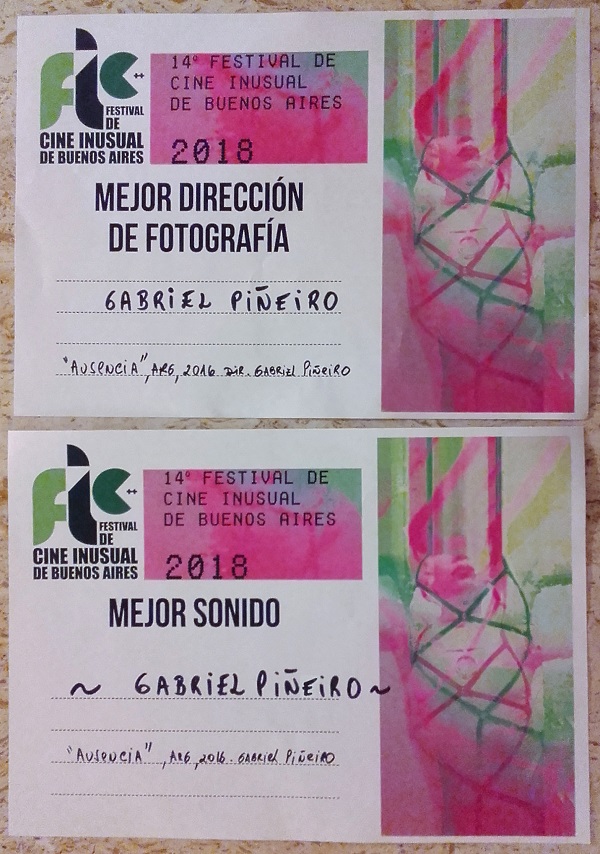 fic
FESTIVAL
DE
CINE INUSUAL
DE BUENOS AIRES
14º FESTIVAL DE
CINE INUSUAL
DE BUENOS AIRES
2018
MEJOR DIRECCIÓN
DE FOTOGRAFÍA
GABRIEL PIÑEIRO
"AUSENCIA", ARG, 2016 DIR. GABRIEL PIÑEIRO
fic
FESTIVAL
DE
CINE INUSUAL
DE BUENOS AIRES
14º FESTIVAL DE
CINE INUSUAL
DE BUENOS AIRES
2018
MEJOR SONIDO
~ GABRIEL PIÑEIRO ~
"AUSENCIA", ARG, 2016. GABRIEL PIÑEIRO